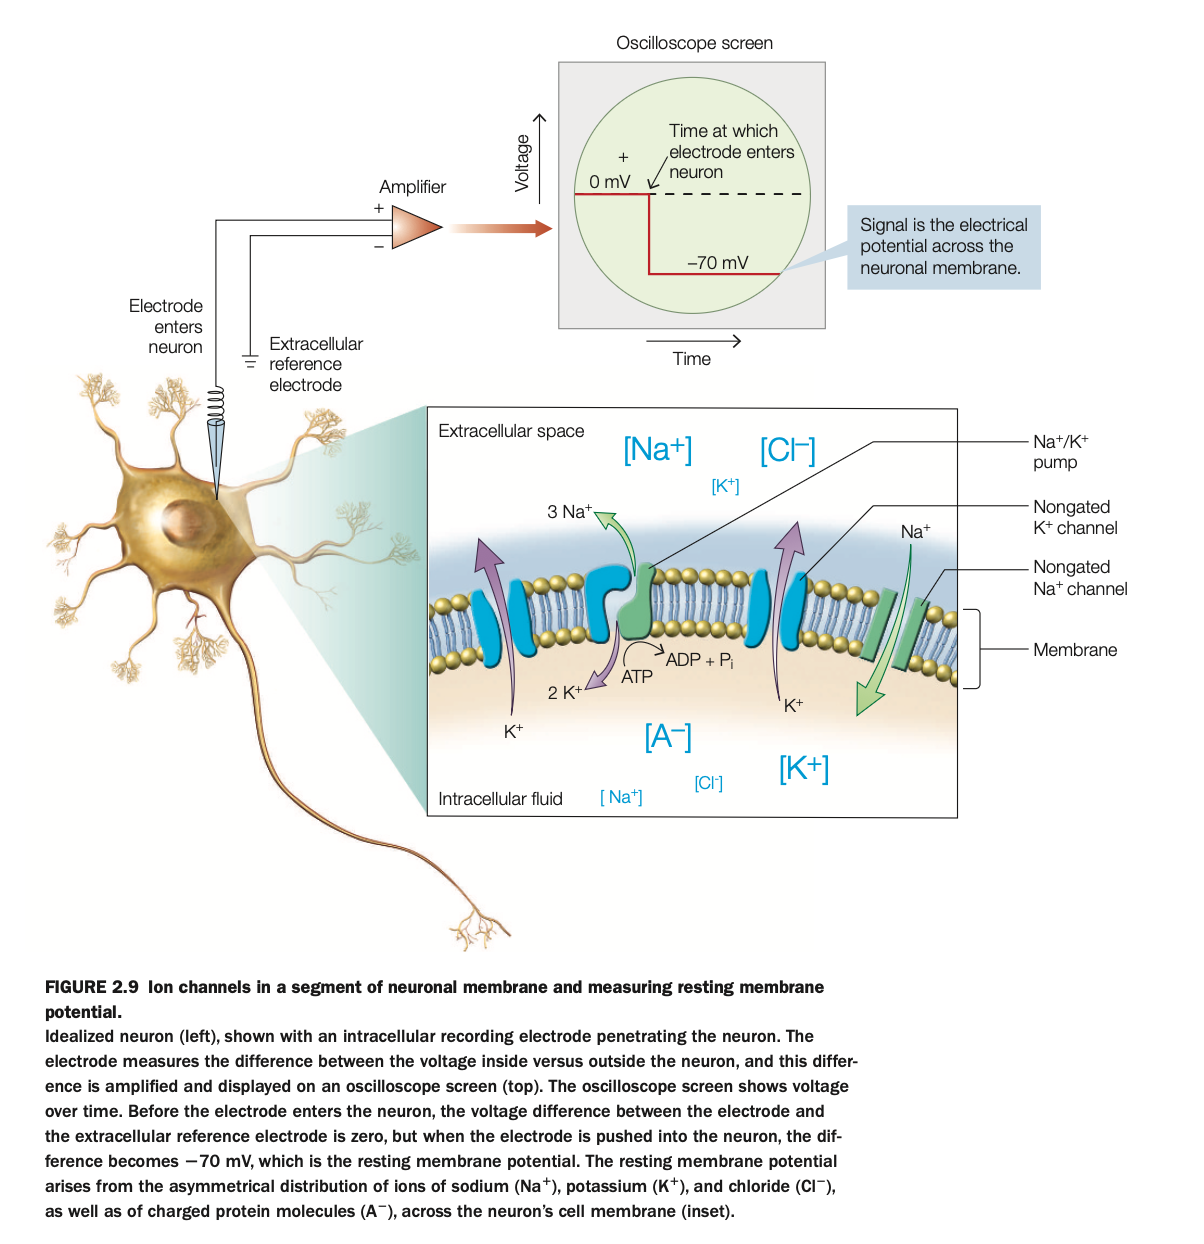 Oscilloscope screen
Voltage
Time at which
electrode enters
neuron
+
0 mV
–70 mV
Time
Amplifier
+
–
Signal is the electrical
potential across the
neuronal membrane.
Electrode
enters
neuron
Extracellular
reference
electrode
Extracellular space
[Na⁺]
[Cl⁻]
[K⁺]
3 Na⁺
Na⁺
Na⁺/K⁺
pump
Nongated
K⁺ channel
Nongated
Na⁺ channel
Membrane
ATP
ADP + Pᵢ
2 K⁺
K⁺
K⁺
[A⁻]
[K⁺]
[Cl⁻]
[ Na⁺]
Intracellular fluid
FIGURE 2.9 Ion channels in a segment of neuronal membrane and measuring resting membrane
potential.
Idealized neuron (left), shown with an intracellular recording electrode penetrating the neuron. The
electrode measures the difference between the voltage inside versus outside the neuron, and this differ-
ence is amplified and displayed on an oscilloscope screen (top). The oscilloscope screen shows voltage
over time. Before the electrode enters the neuron, the voltage difference between the electrode and
the extracellular reference electrode is zero, but when the electrode is pushed into the neuron, the dif-
ference becomes −70 mV, which is the resting membrane potential. The resting membrane potential
arises from the asymmetrical distribution of ions of sodium (Na⁺), potassium (K⁺), and chloride (Cl⁻),
as well as of charged protein molecules (A⁻), across the neuron’s cell membrane (inset).